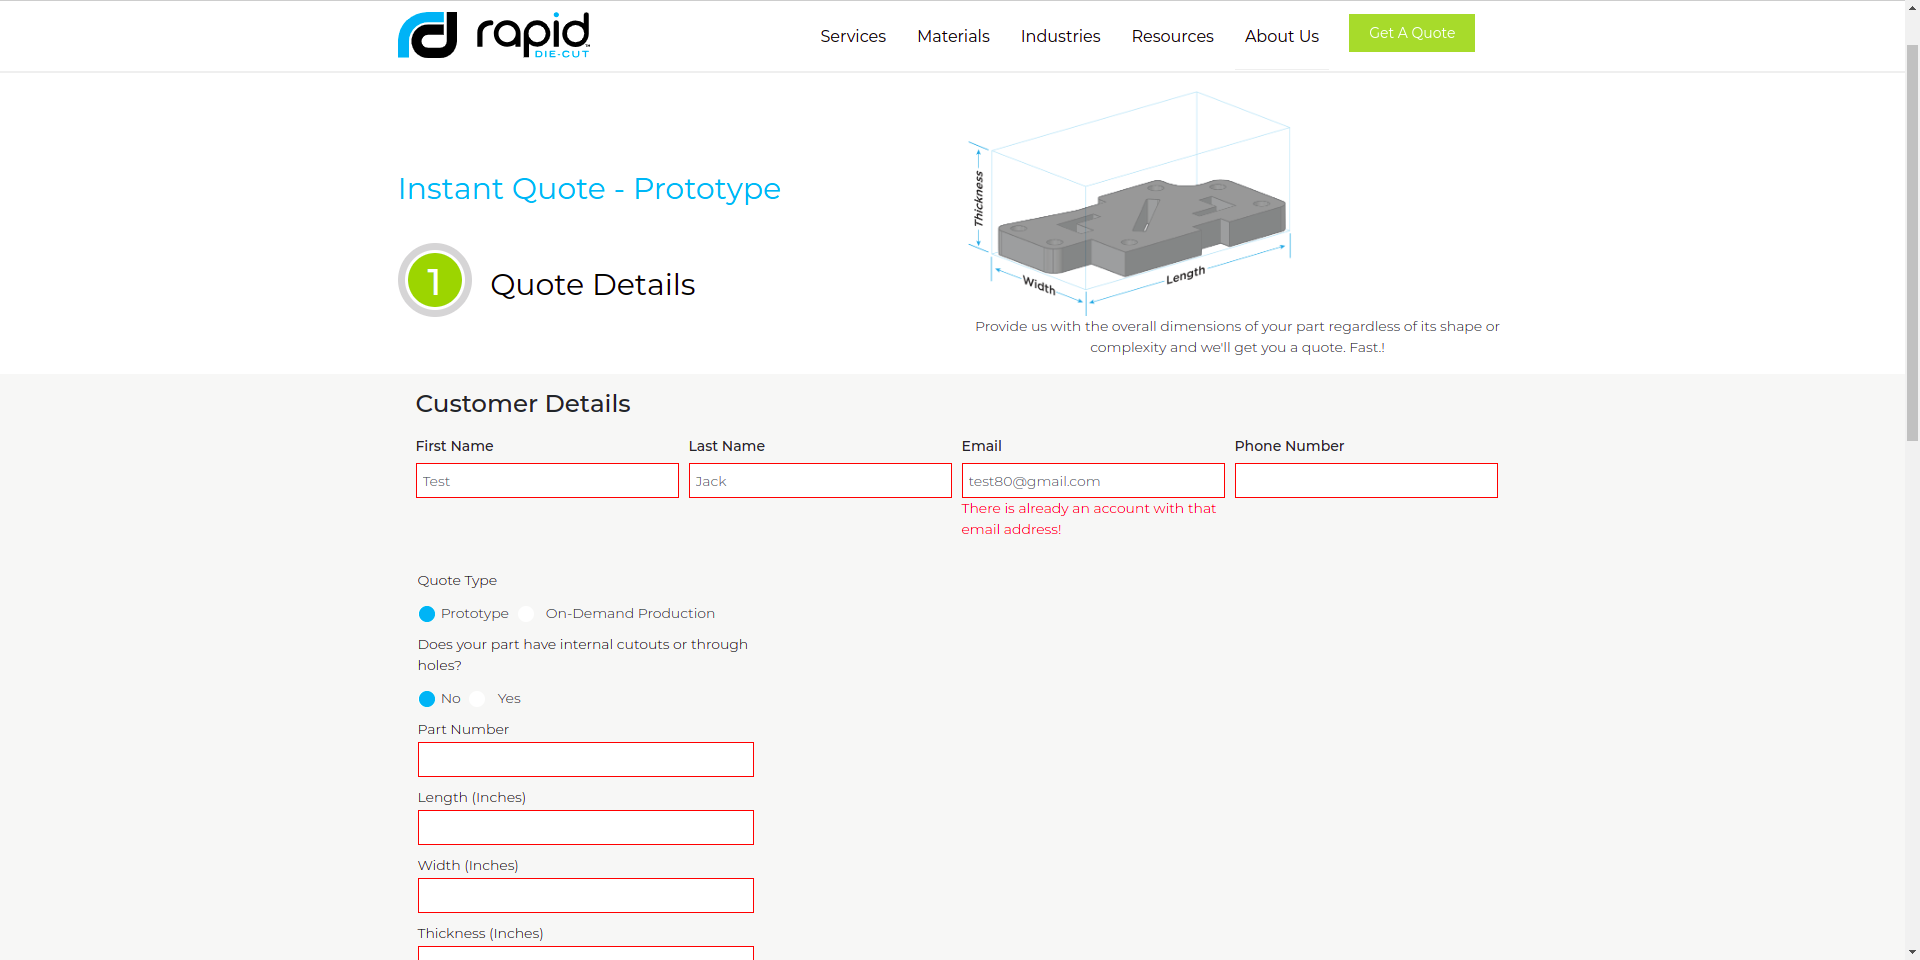 rapid
DIE-CUT
Services
Materials
Industries
Resources
About Us
Get A Quote
Instant Quote - Prototype
1
Quote Details
Thickness
Width
Length
Provide us with the overall dimensions of your part regardless of its shape or
complexity and we'll get you a quote. Fast.!
Customer Details
First Name
Last Name
Email
Phone Number
Test
Jack
test80@gmail.com
There is already an account with that
email address!
Quote Type
Prototype
On-Demand Production
Does your part have internal cutouts or through
holes?
No
Yes
Part Number
Length (Inches)
Width (Inches)
Thickness (Inches)